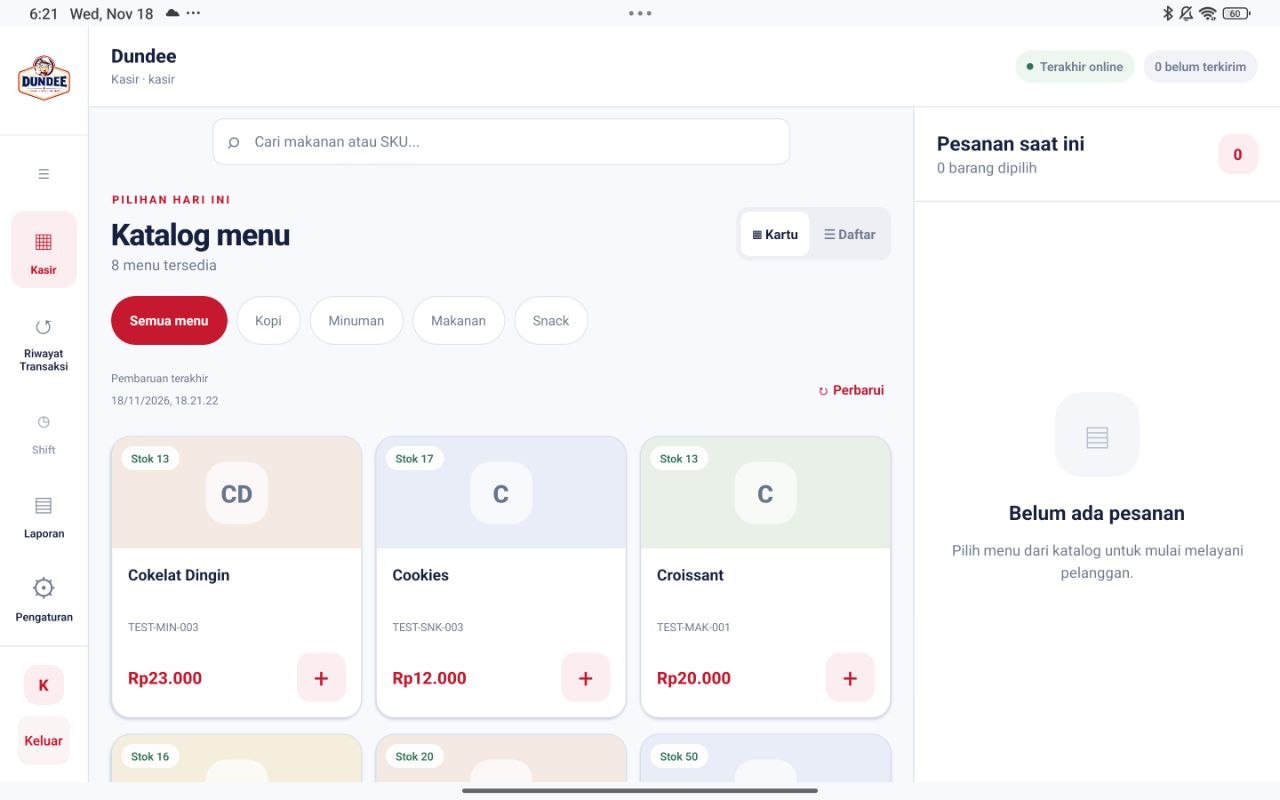 6:21 Wed, Nov 18
60
DUNDEE
Dundee
Kasir · kasir
Terakhir online
0 belum terkirim
Kasir
Riwayat
Transaksi
Shift
Laporan
Pengaturan
K
Keluar
Cari makanan atau SKU...
PILIHAN HARI INI
Katalog menu
8 menu tersedia
Kartu
Daftar
Semua menu
Kopi
Minuman
Makanan
Snack
Pembaruan terakhir
18/11/2026, 18.21.22
Perbarui
Stok 13
CD
Cokelat Dingin
TEST-MIN-003
Rp23.000
+
Stok 17
C
Cookies
TEST-SNK-003
Rp12.000
+
Stok 13
C
Croissant
TEST-MAK-001
Rp20.000
+
Stok 16
Stok 20
Stok 50
Pesanan saat ini
0 barang dipilih
0
Belum ada pesanan
Pilih menu dari katalog untuk mulai melayani
pelanggan.